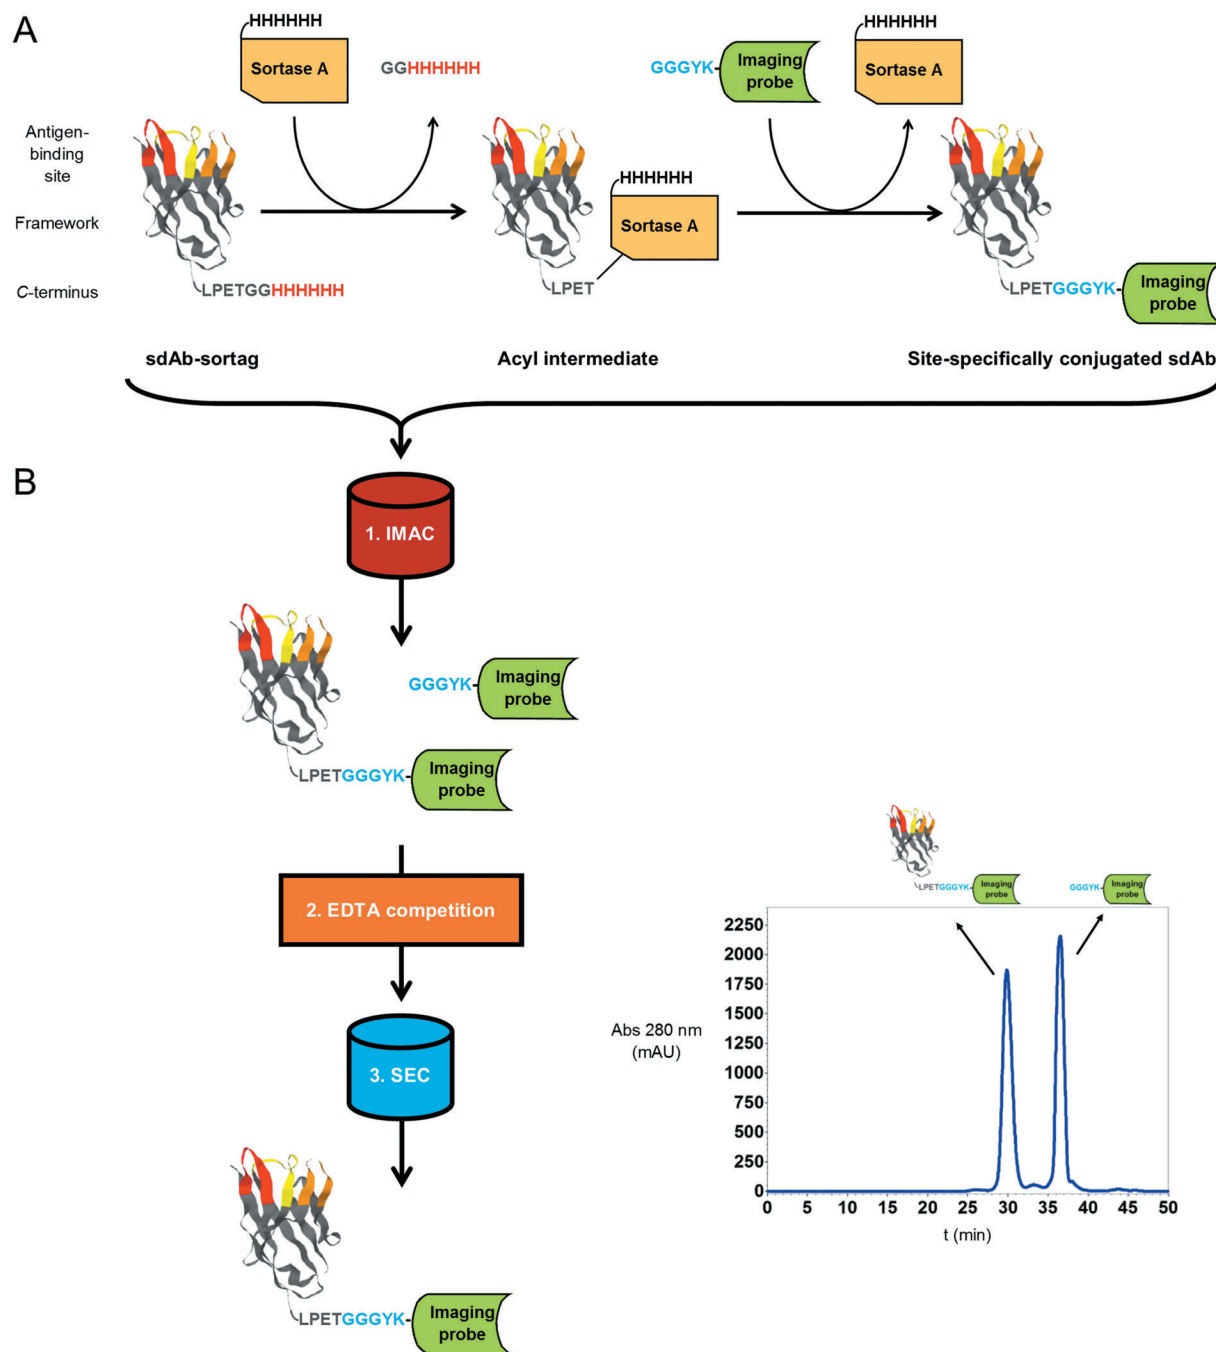 A
HHHHHH
Sortase A
GGHHHHHH
GGGYK-
Imaging
probe
HHHHHH
Sortase A
Antigen-
binding
site
Framework
C-terminus
LPETGGHHHHHH
HHHHHH
Sortase A
LPET
LPETGGGYK-
Imaging
probe
sdAb-sortag
Acyl intermediate
Site-specifically conjugated sdAb
B
1. IMAC
GGGYK-
Imaging
probe
LPETGGGYK-
Imaging
probe
2. EDTA competition
3. SEC
LPETGGGYK-
Imaging
probe
LPETGGGYK-
Imaging
probe
GGGYK-
Imaging
probe
Abs 280 nm
(mAU)
2250
2000
1750
1500
1250
1000
750
500
250
0
0 5 10 15 20 25 30 35 40 45 50
t (min)